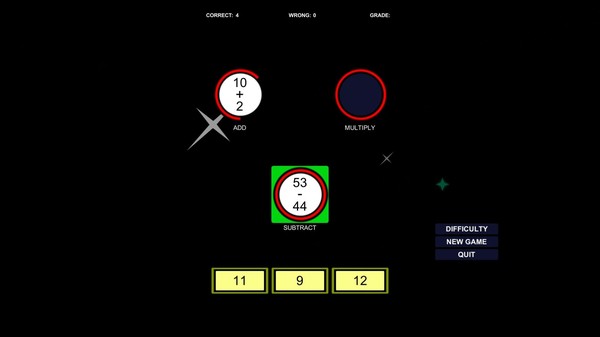 CORRECT: 4
WRONG: 0
GRADE:
10
+
2
ADD
MULTIPLY
53
-
44
SUBTRACT
DIFFICULTY
NEW GAME
QUIT
11
9
12